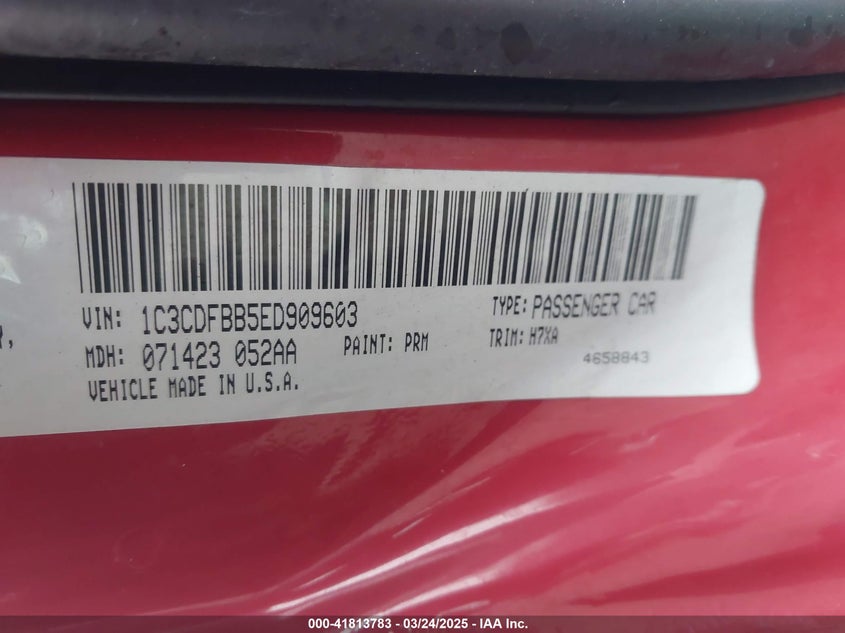 Y,
VIN: 1C3CDFBB5ED909603 TYPE: PASSENGER CAR
MDH: 071423 052AA PAINT: PRM TRIM: H7XA
VEHICLE MADE IN U.S.A. 4658843
000-41813783 - 03/24/2025 - IAA Inc.